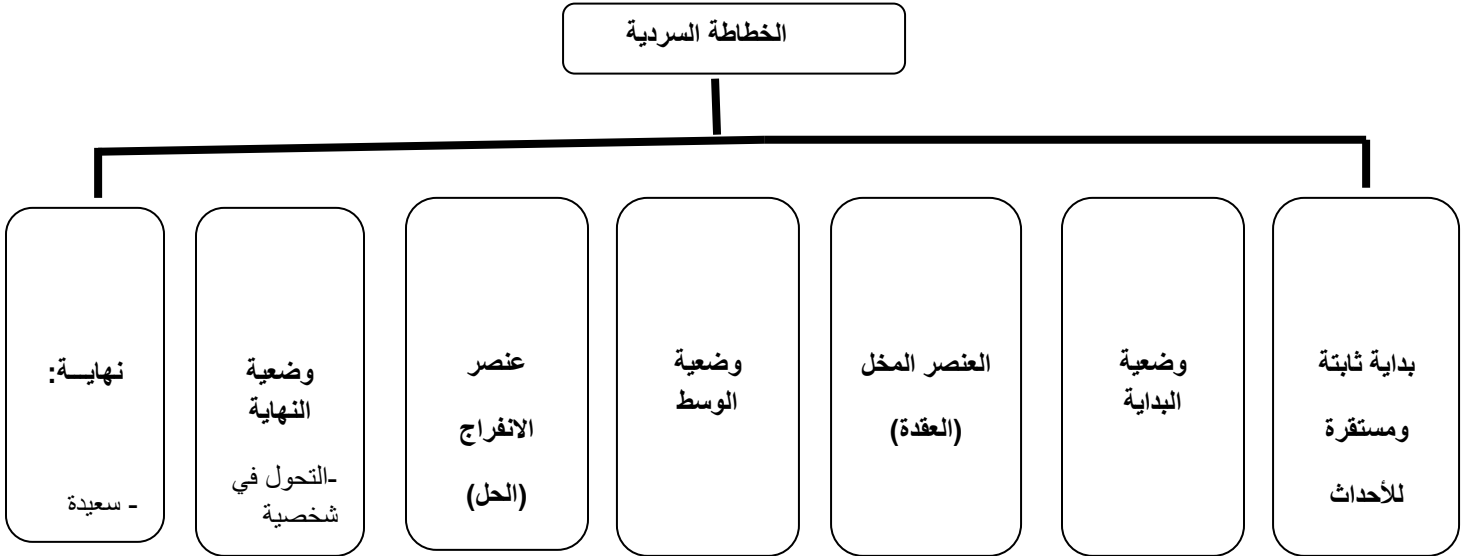 الخطاطة السردية
بداية ثابتة
ومستقرة
للأحداث
وضعية
البداية
العنصر المخل
(العقدة)
وضعية
الوسط
عنصر
الانفراج
(الحل)
وضعية
النهاية
-التحول في
شخصية
نهايـــة:
- سعيدة